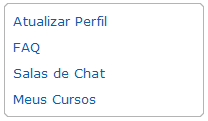 Atualizar Perfil
FAQ
Salas de Chat
Meus Cursos